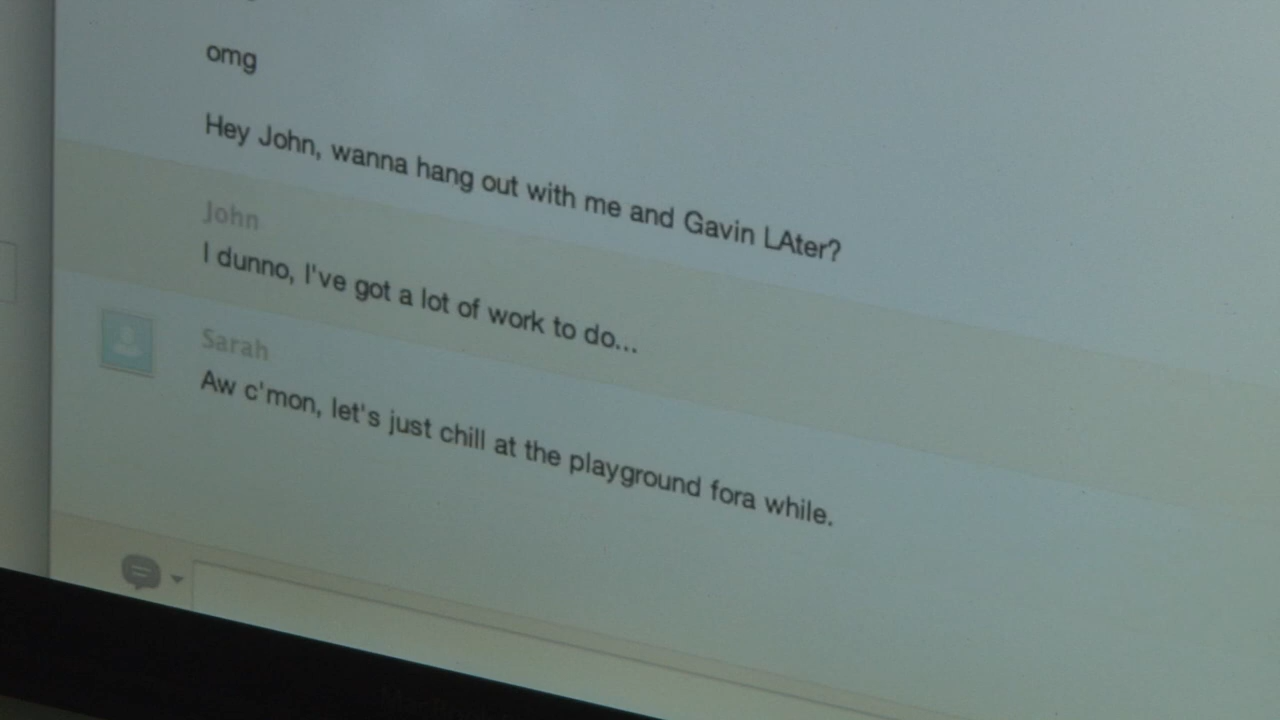 omg
Hey John, wanna hang out with me and Gavin LAter?
John
I dunno, I've got a lot of work to do...
Sarah
Aw c'mon, let's just chill at the playground fora while.